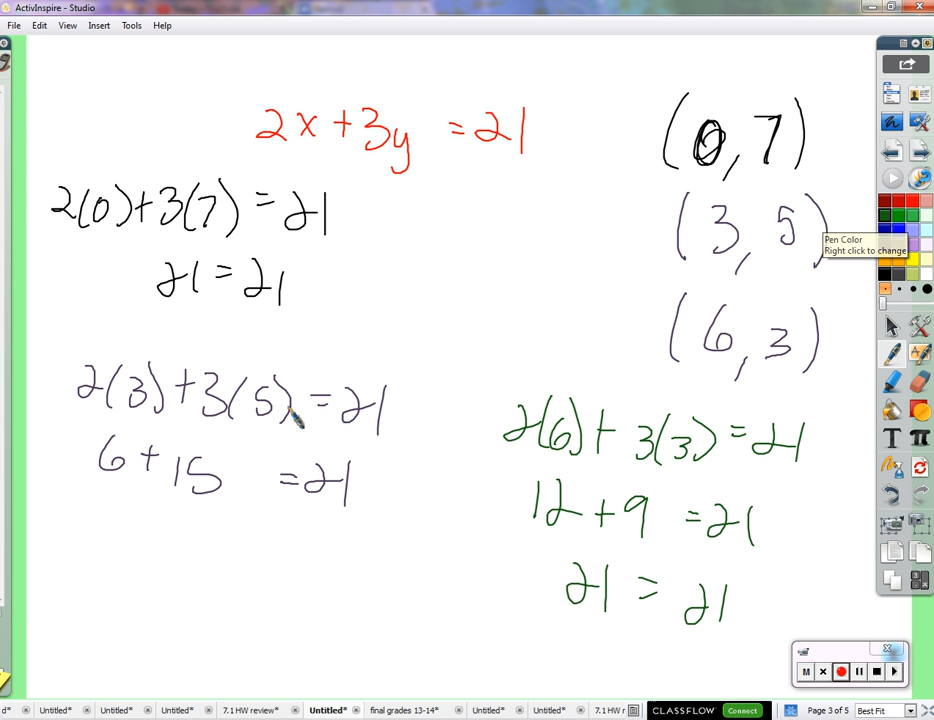 ActivInspire - Studio
File Edit View Insert Tools Help
2x+3y =21
(0,7)
2(0)+3(7)=21
(3,5)
Pen Color
Right click to change
21=21
(6,3)
2(3)+3(5)=21
6+15 =21
2(6)+3(3)=21
12+9 =21
21=21
M
d* Untitled* Untitled* Untitled* 7.1 HW review* Untitled* final grades 13-14* Untitled* Untitled* 7.1 HW r CLASSFLOW Connect Page 3 of 5 Best Fit